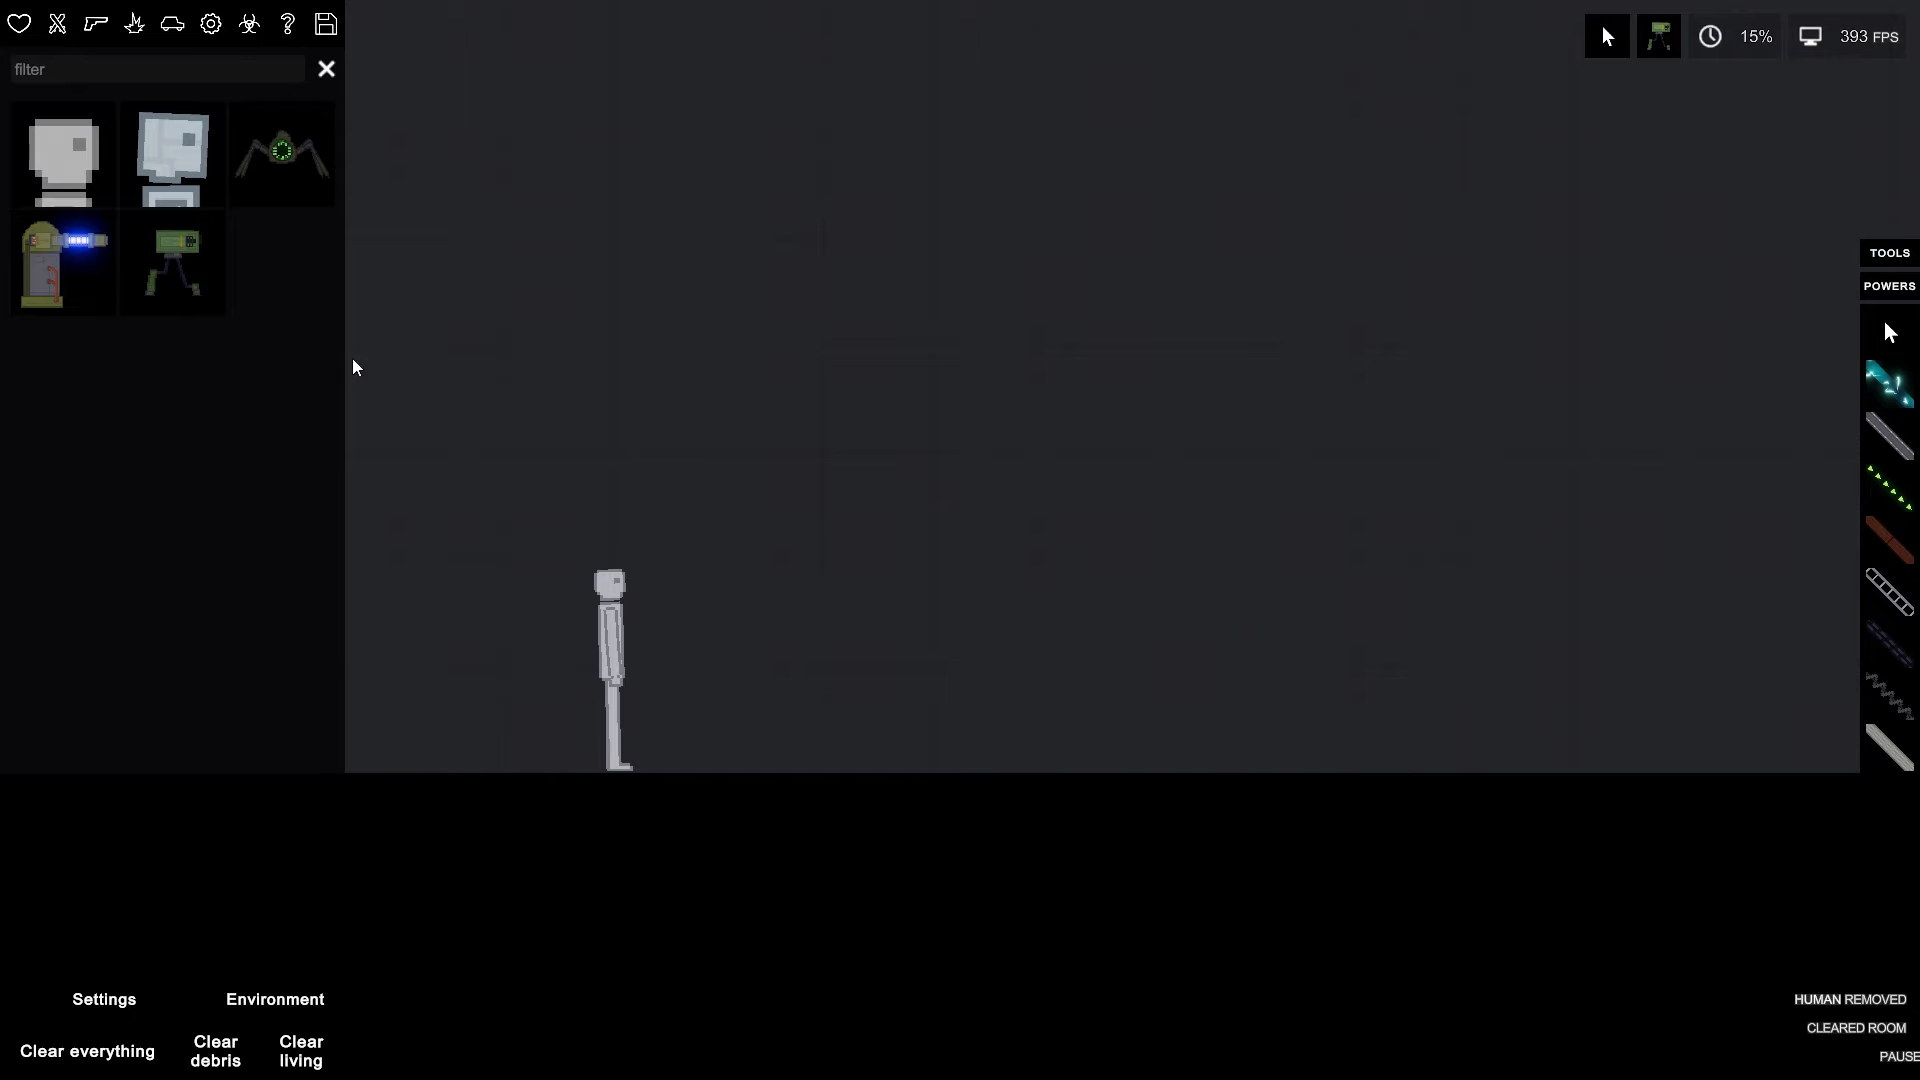 filter
15%
393 FPS
TOOLS
POWERS
Settings
Environment
Clear everything
Clear
debris
Clear
living
HUMAN REMOVED
CLEARED ROOM
PAUSE